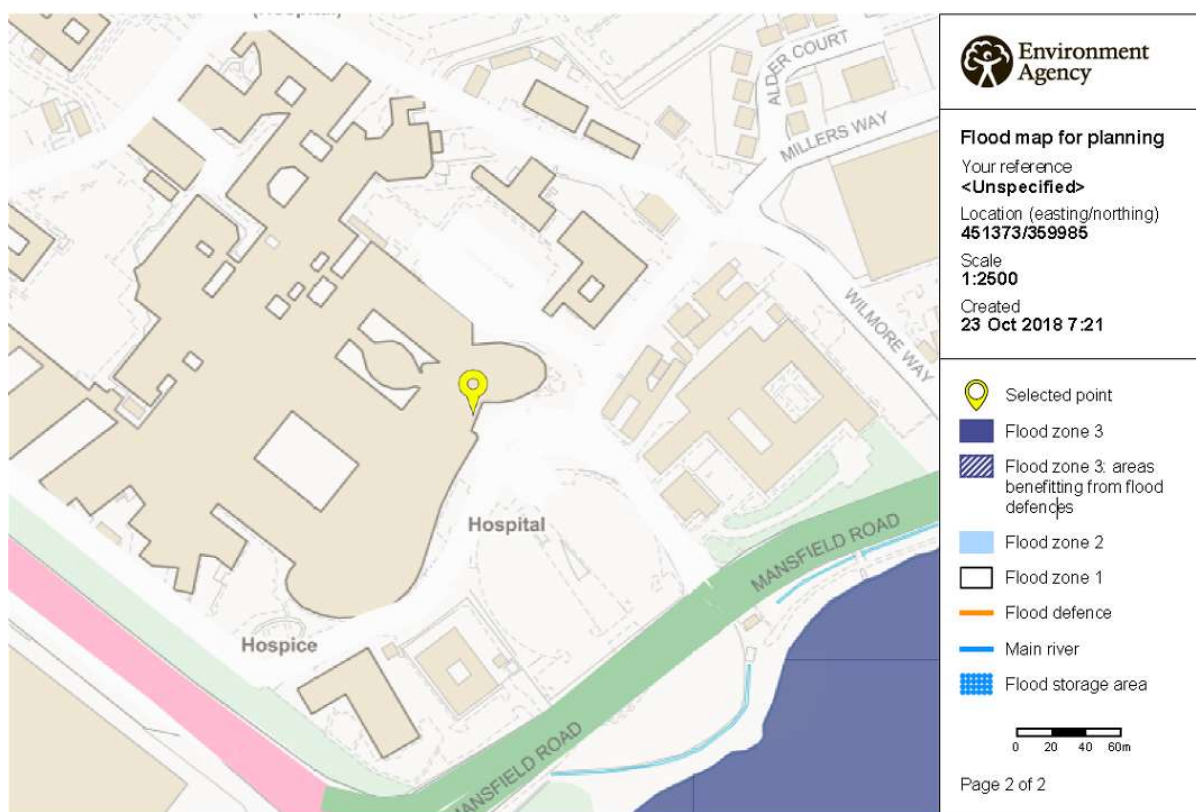 (Hospital)
ALDER COURT
MILLERS WAY
WILMORE WAY
Hospital
MANSFIELD ROAD
Hospice
MANSFIELD ROAD
Environment
Agency
Flood map for planning
Your reference
<Unspecified>
Location (easting/northing)
451373/359985
Scale
1:2500
Created
23 Oct 2018 7:21
Selected point
Flood zone 3
Flood zone 3: areas
benefitting from flood
defences
Flood zone 2
Flood zone 1
Flood defence
Main river
Flood storage area
0 20 40 60m
Page 2 of 2